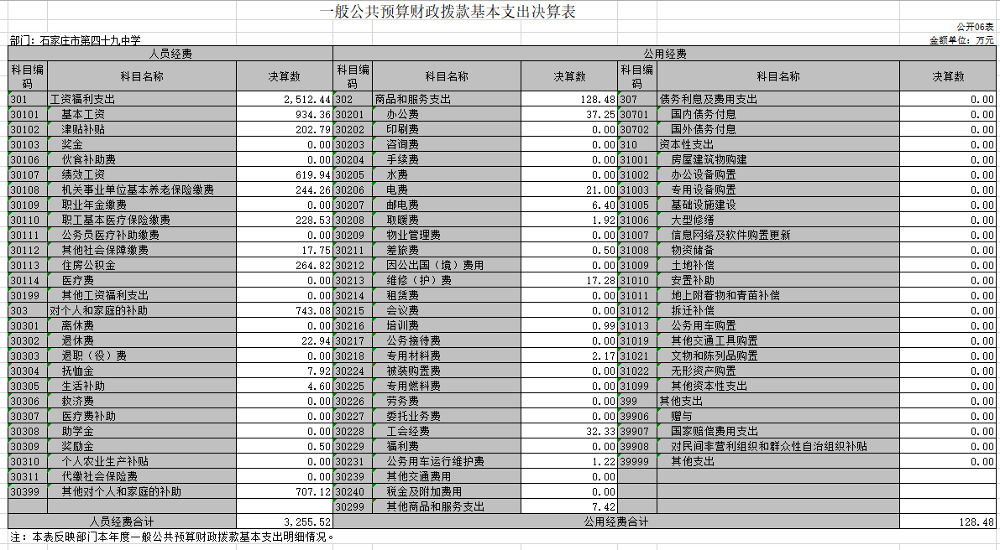 一般公共预算财政拨款基本支出决算表
公开06表
部门：石家庄市第四十九中学 金额单位：万元
人员经费 公用经费
科目编码 科目名称 决算数 科目编码 科目名称 决算数 科目编码 科目名称 决算数
301 工资福利支出 2,512.44 302 商品和服务支出 128.48 307 债务利息及费用支出 0.00
30101 基本工资 934.36 30201 办公费 37.25 30701 国内债务付息 0.00
30102 津贴补贴 202.79 30202 印刷费 0.00 30702 国外债务付息 0.00
30103 奖金 0.00 30203 咨询费 0.00 310 资本性支出 0.00
30106 伙食补助费 0.00 30204 手续费 0.00 31001 房屋建筑物购建 0.00
30107 绩效工资 619.94 30205 水费 0.00 31002 办公设备购置 0.00
30108 机关事业单位基本养老保险缴费 244.26 30206 电费 21.00 31003 专用设备购置 0.00
30109 职业年金缴费 0.00 30207 邮电费 6.40 31005 基础设施建设 0.00
30110 职工基本医疗保险缴费 228.53 30208 取暖费 1.92 31006 大型修缮 0.00
30111 公务员医疗补助缴费 0.00 30209 物业管理费 0.00 31007 信息网络及软件购置更新 0.00
30112 其他社会保障缴费 17.75 30211 差旅费 0.50 31008 物资储备 0.00
30113 住房公积金 264.82 30212 因公出国（境）费用 0.00 31009 土地补偿 0.00
30114 医疗费 0.00 30213 维修（护）费 17.28 31010 安置补助 0.00
30199 其他工资福利支出 0.00 30214 租赁费 0.00 31011 地上附着物和青苗补偿 0.00
303 对个人和家庭的补助 743.08 30215 会议费 0.00 31012 拆迁补偿 0.00
30301 离休费 0.00 30216 培训费 0.99 31013 公务用车购置 0.00
30302 退休费 22.94 30217 公务接待费 0.00 31019 其他交通工具购置 0.00
30303 退职（役）费 0.00 30218 专用材料费 2.17 31021 文物和陈列品购置 0.00
30304 抚恤金 7.92 30224 被装购置费 0.00 31022 无形资产购置 0.00
30305 生活补助 4.60 30225 专用燃料费 0.00 31099 其他资本性支出 0.00
30306 救济费 0.00 30226 劳务费 0.00 399 其他支出 0.00
30307 医疗费补助 0.00 30227 委托业务费 0.00 39906 赠与 0.00
30308 助学金 0.00 30228 工会经费 32.33 39907 国家赔偿费用支出 0.00
30309 奖励金 0.50 30229 福利费 0.00 39908 对民间非营利组织和群众性自治组织补贴 0.00
30310 个人农业生产补贴 0.00 30231 公务用车运行维护费 1.22 39999 其他支出 0.00
30311 代缴社会保险费 0.00 30239 其他交通费用 0.00
30399 其他对个人和家庭的补助 707.12 30240 税金及附加费用 0.00
30299 其他商品和服务支出 7.42
人员经费合计 3,255.52 公用经费合计 128.48
注：本表反映部门本年度一般公共预算财政拨款基本支出明细情况。